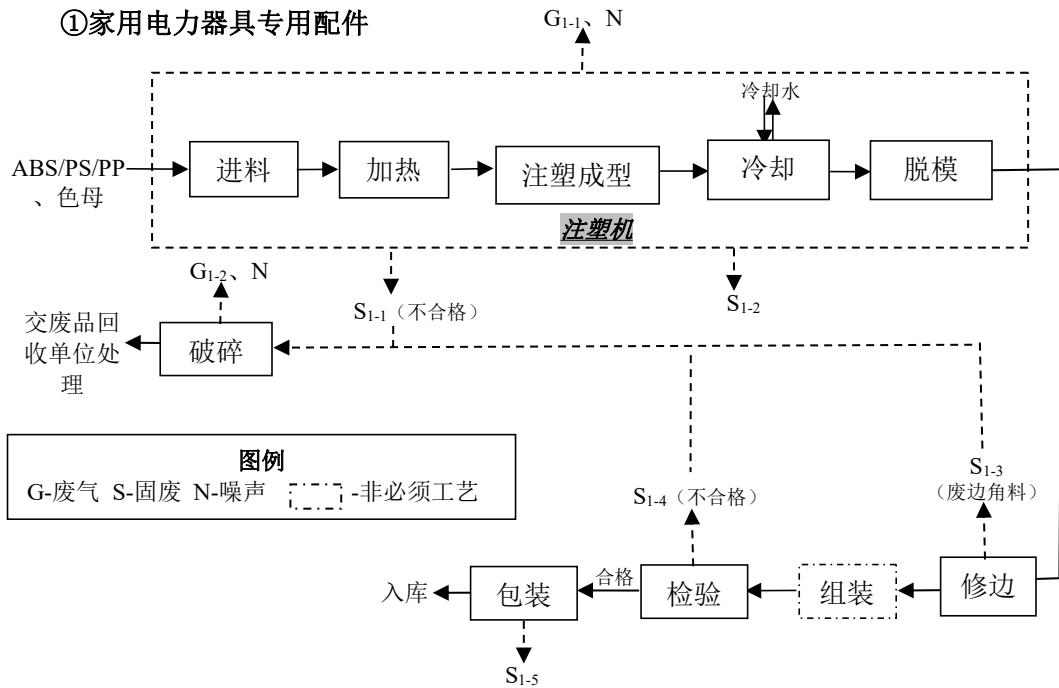 ①家用电力器具专用配件
G1-1、N
冷却水
ABS/PS/PP
、色母
进料
加热
注塑成型
冷却
脱模
注塑机
G1-2、N
S1-1（不合格）
S1-2
交废品回
收单位处
理
破碎
图例
G-废气 S-固废 N-噪声 -非必须工艺
S1-3
（废边角料）
S1-4（不合格）
入库
包装
合格
检验
组装
修边
S1-5